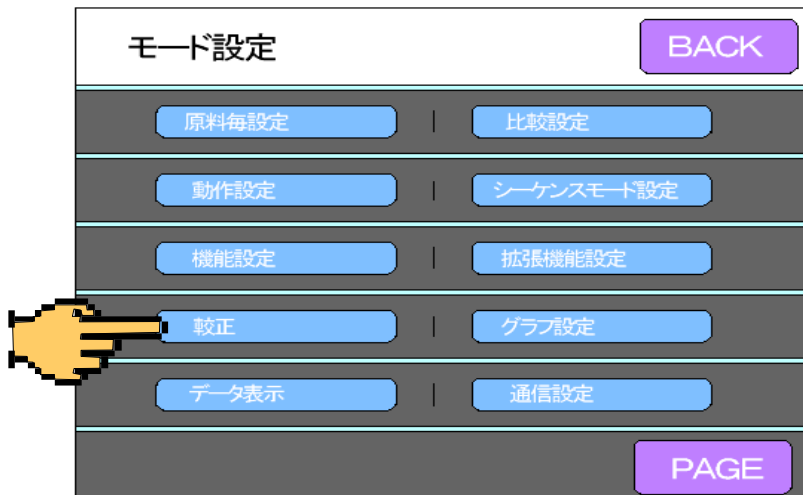 モード設定 BACK
原料毎設定 | 比較設定
動作設定 | シーケンスモード設定
機能設定 | 拡張機能設定
較正 | グラフ設定
データ表示 | 通信設定
PAGE